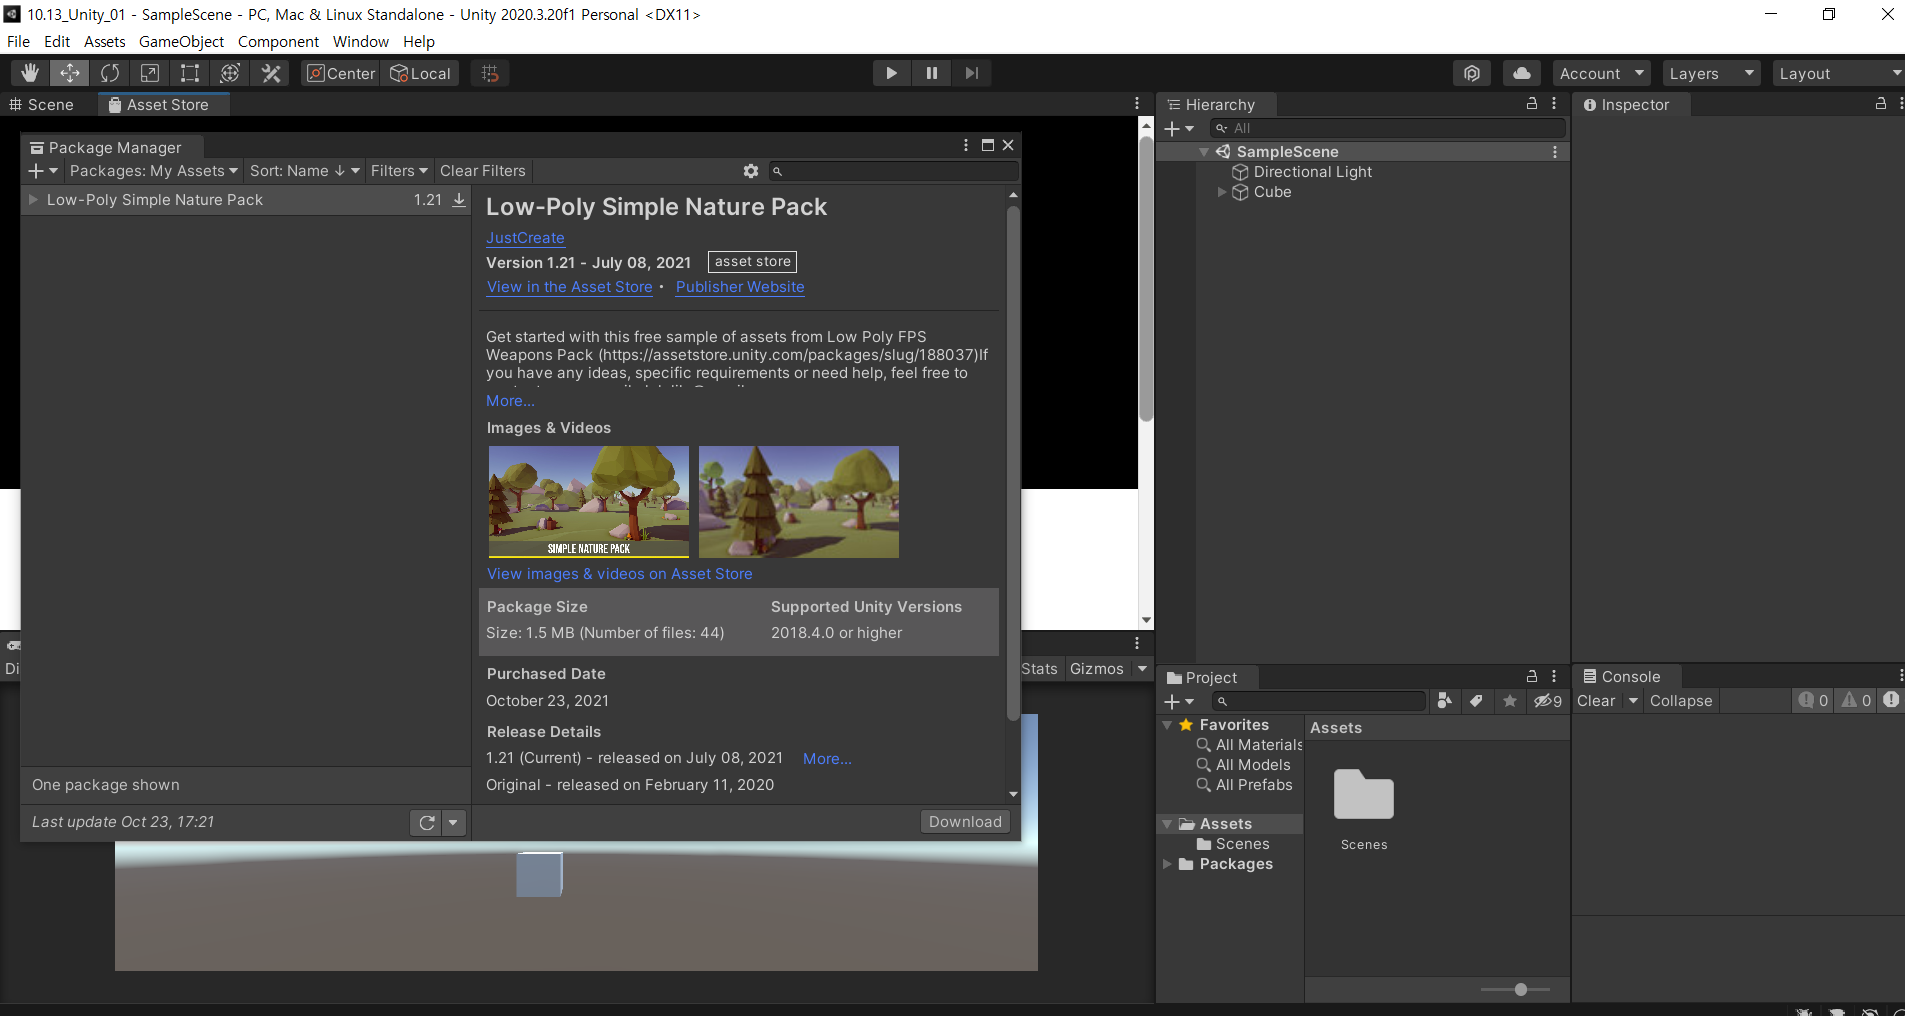 10.13_Unity_01 - SampleScene - PC, Mac & Linux Standalone - Unity 2020.3.20f1 Personal <DX11>
File Edit Assets GameObject Component Window Help
Center Local Account Layers Layout
Scene Asset Store
Hierarchy
All
SampleScene
Directional Light
Cube
Inspector
Package Manager
Packages: My Assets Sort: Name ↓ Filters Clear Filters
Low-Poly Simple Nature Pack 1.21
One package shown
Last update Oct 23, 17:21
Low-Poly Simple Nature Pack
JustCreate
Version 1.21 - July 08, 2021 asset store
View in the Asset Store • Publisher Website
Get started with this free sample of assets from Low Poly FPS
Weapons Pack (https://assetstore.unity.com/packages/slug/188037)If
you have any ideas, specific requirements or need help, feel free to
More...
Images & Videos
SIMPLE NATURE PACK
View images & videos on Asset Store
Package Size Supported Unity Versions
Size: 1.5 MB (Number of files: 44) 2018.4.0 or higher
Purchased Date
October 23, 2021
Release Details
1.21 (Current) - released on July 08, 2021 More...
Original - released on February 11, 2020
Download
Di
Stats Gizmos
Project
9
Favorites
All Materials
All Models
All Prefabs
Assets
Scenes
Packages
Assets
Scenes
Console
Clear Collapse 0 0